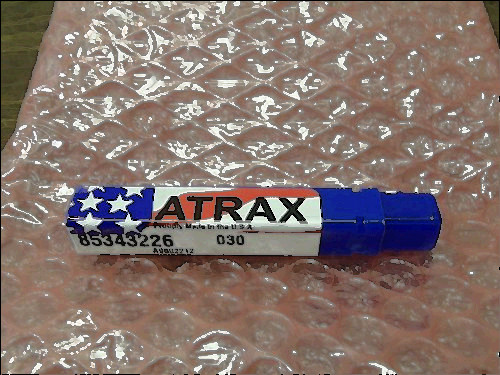 ATRAX
Proudly Made in the U S A
85343226 030